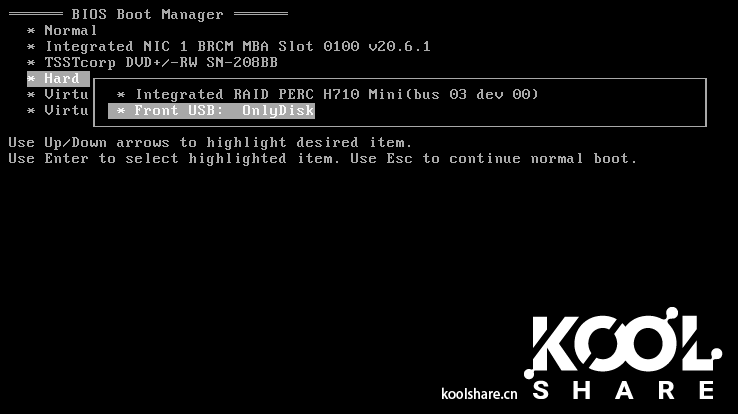 BIOS Boot Manager
* Normal
* Integrated NIC 1 BRCM MBA Slot 0100 v20.6.1
* TSSTcorp DVD+/-RW SN-208BB
* Hard
* Virtu
* Integrated RAID PERC H710 Mini(bus 03 dev 00)
* Virtu
* Front USB:  OnlyDisk
Use Up/Down arrows to highlight desired item.
Use Enter to select highlighted item. Use Esc to continue normal boot.
KOOL
koolshare.cn
SHARE